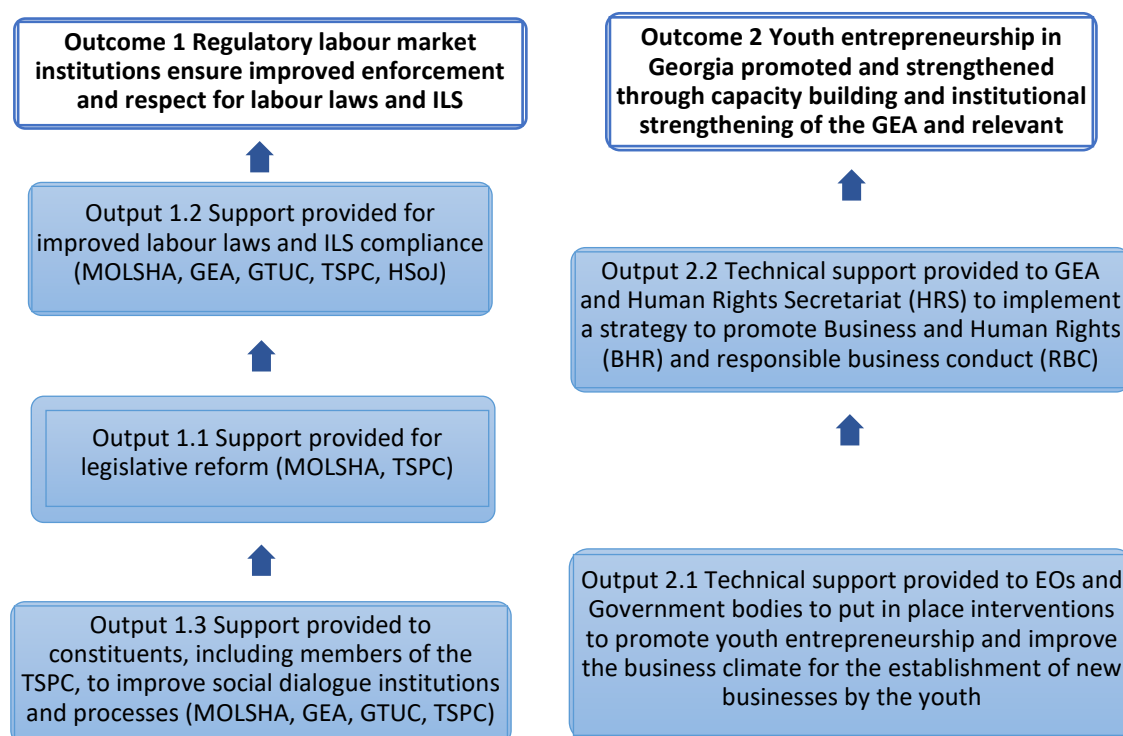 Outcome 1 Regulatory labour market
institutions ensure improved enforcement
and respect for labour laws and ILS
Output 1.2 Support provided for
improved labour laws and ILS compliance
(MOLSHA, GEA, GTUC, TSPC, HSoJ)
Output 1.1 Support provided for
legislative reform (MOLSHA, TSPC)
Output 1.3 Support provided to
constituents, including members of the
TSPC, to improve social dialogue institutions
and processes (MOLSHA, GEA, GTUC, TSPC)
Outcome 2 Youth entrepreneurship in
Georgia promoted and strengthened
through capacity building and institutional
strengthening of the GEA and relevant
Output 2.2 Technical support provided to GEA
and Human Rights Secretariat (HRS) to implement
a strategy to promote Business and Human Rights
(BHR) and responsible business conduct (RBC)
Output 2.1 Technical support provided to EOs and
Government bodies to put in place interventions
to promote youth entrepreneurship and improve
the business climate for the establishment of new
businesses by the youth